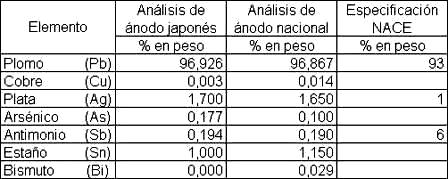 Elemento Análisis de ánodo japonés Análisis de ánodo nacional Especificación NACE
% en peso % en peso % en peso
Plomo (Pb) 96,926 96,867 93
Cobre (Cu) 0,003 0,014
Plata (Ag) 1,700 1,650 1
Arsénico (As) 0,177 0,100
Antimonio (Sb) 0,194 0,190 6
Estaño (Sn) 1,000 1,150
Bismuto (Bi) 0,000 0,029